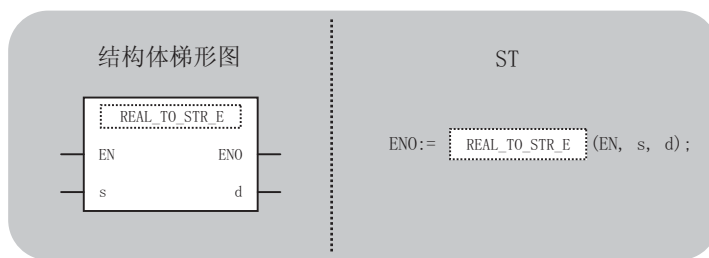 结构体梯形图
REAL_TO_STR_E
EN ENO
s d
ST
ENO:= REAL_TO_STR_E (EN, s, d);